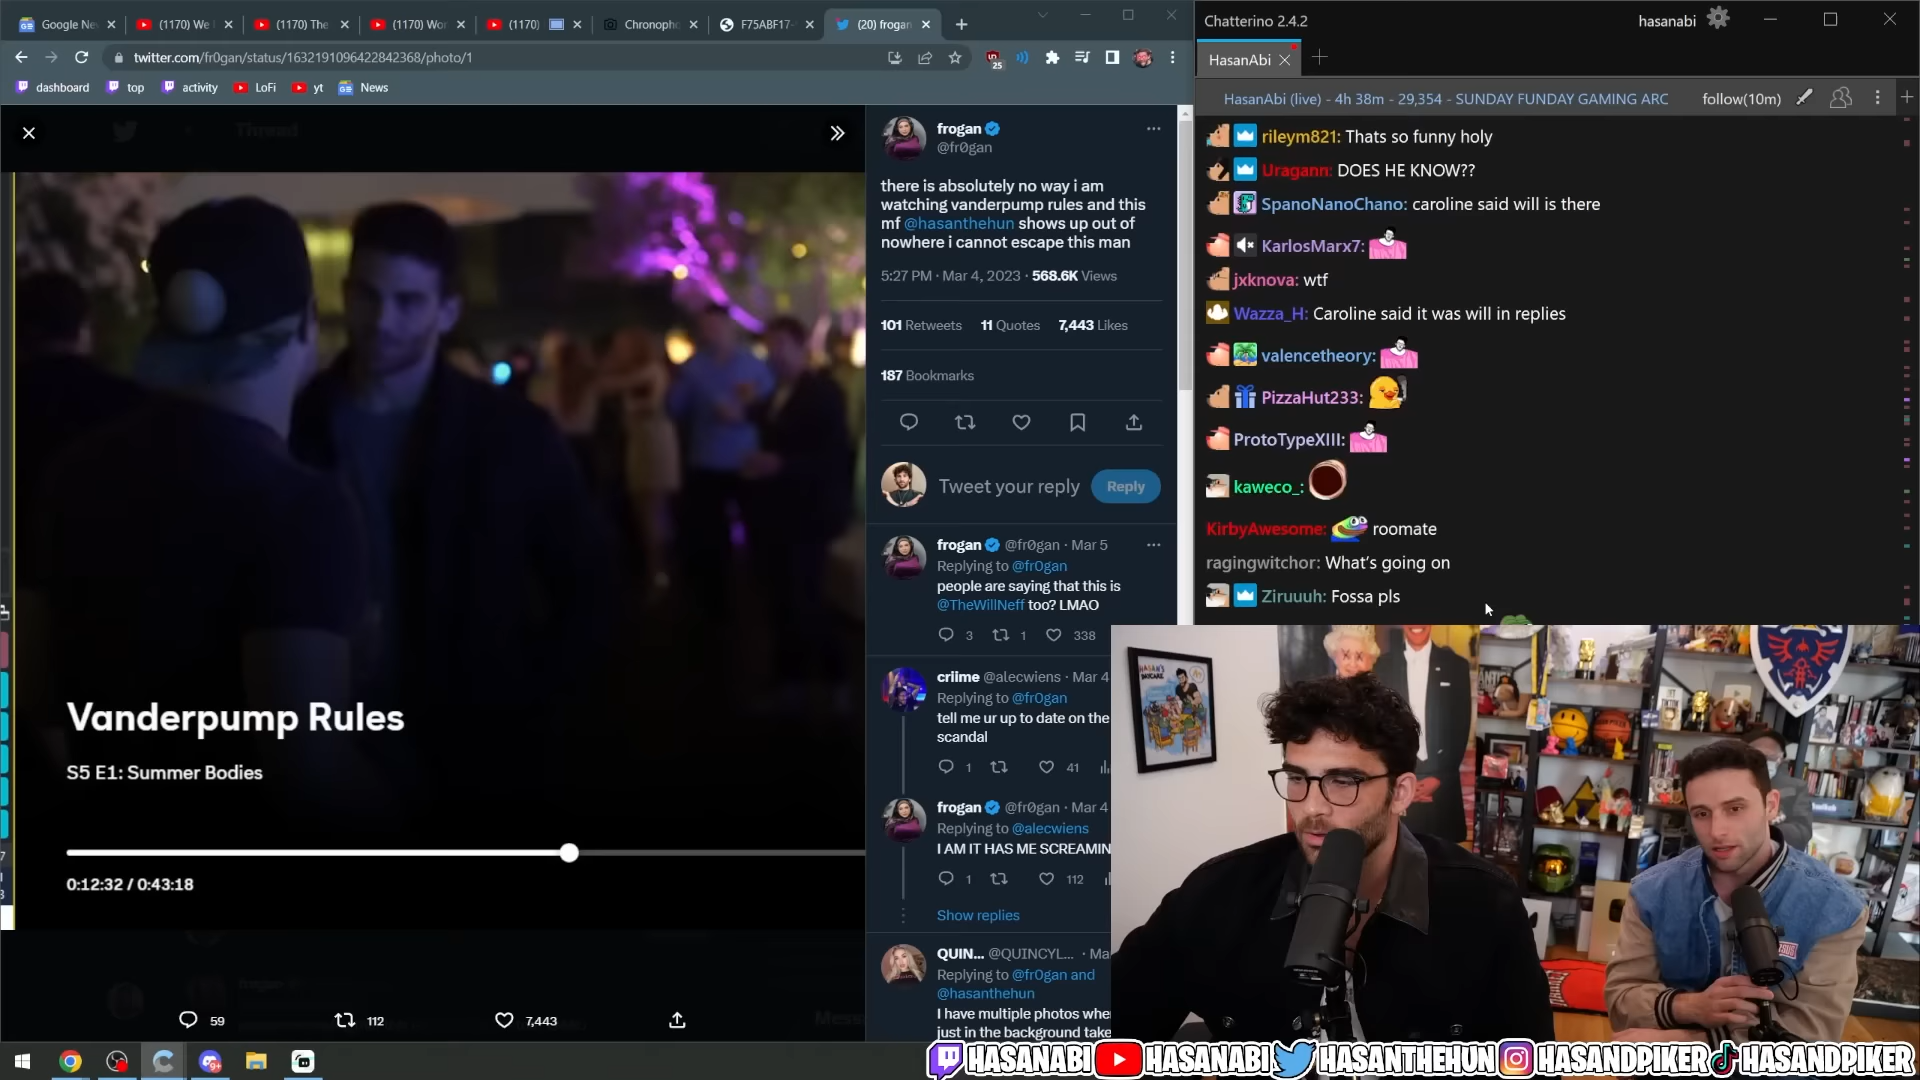 Google Ne
(1170) We
(1170) The
(1170) Wor
(1170)
Chronopho
F75ABF17-
(20) frogan
twitter.com/fr0gan/status/1632191096422842368/photo/1
25
dashboard
top
activity
LoFi
yt
News
Thread
Vanderpump Rules
S5 E1: Summer Bodies
0:12:32 / 0:43:18
59
112
7,443
frogan
@fr0gan
there is absolutely no way i am
watching vanderpump rules and this
mf @hasanthehun shows up out of
nowhere i cannot escape this man
5:27 PM · Mar 4, 2023 · 568.6K Views
101 Retweets 11 Quotes 7,443 Likes
187 Bookmarks
Tweet your reply
Reply
frogan @fr0gan · Mar 5
Replying to @fr0gan
people are saying that this is
@TheWillNeff too? LMAO
3 1 338
criime @alecwiens · Mar 4
Replying to @fr0gan
tell me ur up to date on the
scandal
1 41
frogan @fr0gan · Mar 4
Replying to @alecwiens
I AM IT HAS ME SCREAMIN
1 112
Show replies
QUIN... @QUINCYL... · Ma
Replying to @fr0gan and
@hasanthehun
I have multiple photos whe
just in the background take
Chatterino 2.4.2
hasanabi
HasanAbi
HasanAbi (live) - 4h 38m - 29,354 - SUNDAY FUNDAY GAMING ARC
follow(10m)
rileym821: Thats so funny holy
Uragann: DOES HE KNOW??
SpanoNanoChano: caroline said will is there
KarlosMarx7:
jxknova: wtf
Wazza_H: Caroline said it was will in replies
valencetheory:
PizzaHut233:
ProtoTypeXIII:
kaweco_:
KirbyAwesome: roomate
ragingwitchor: What's going on
Ziruuuh: Fossa pls
HASANABI
HASANABI
HASANTHEHUN
HASANDPIKER
HASANDPIKER